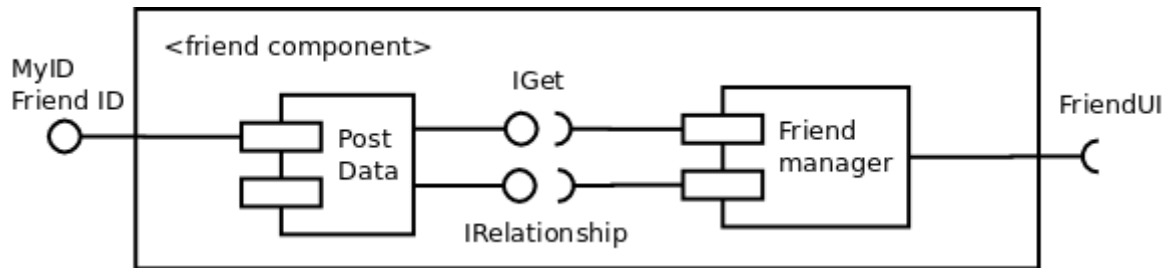 <friend component>
MyID
Friend ID
IGet
Post
Data
Friend
manager
FriendUI
IRelationship